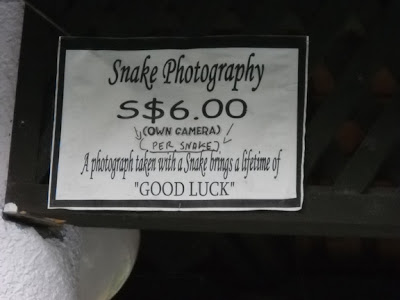 Snake Photography
S$6.00
(OWN CAMERA)
(PER SNAKE)
A photograph taken with a Snake brings a lifetime of
"GOOD LUCK"